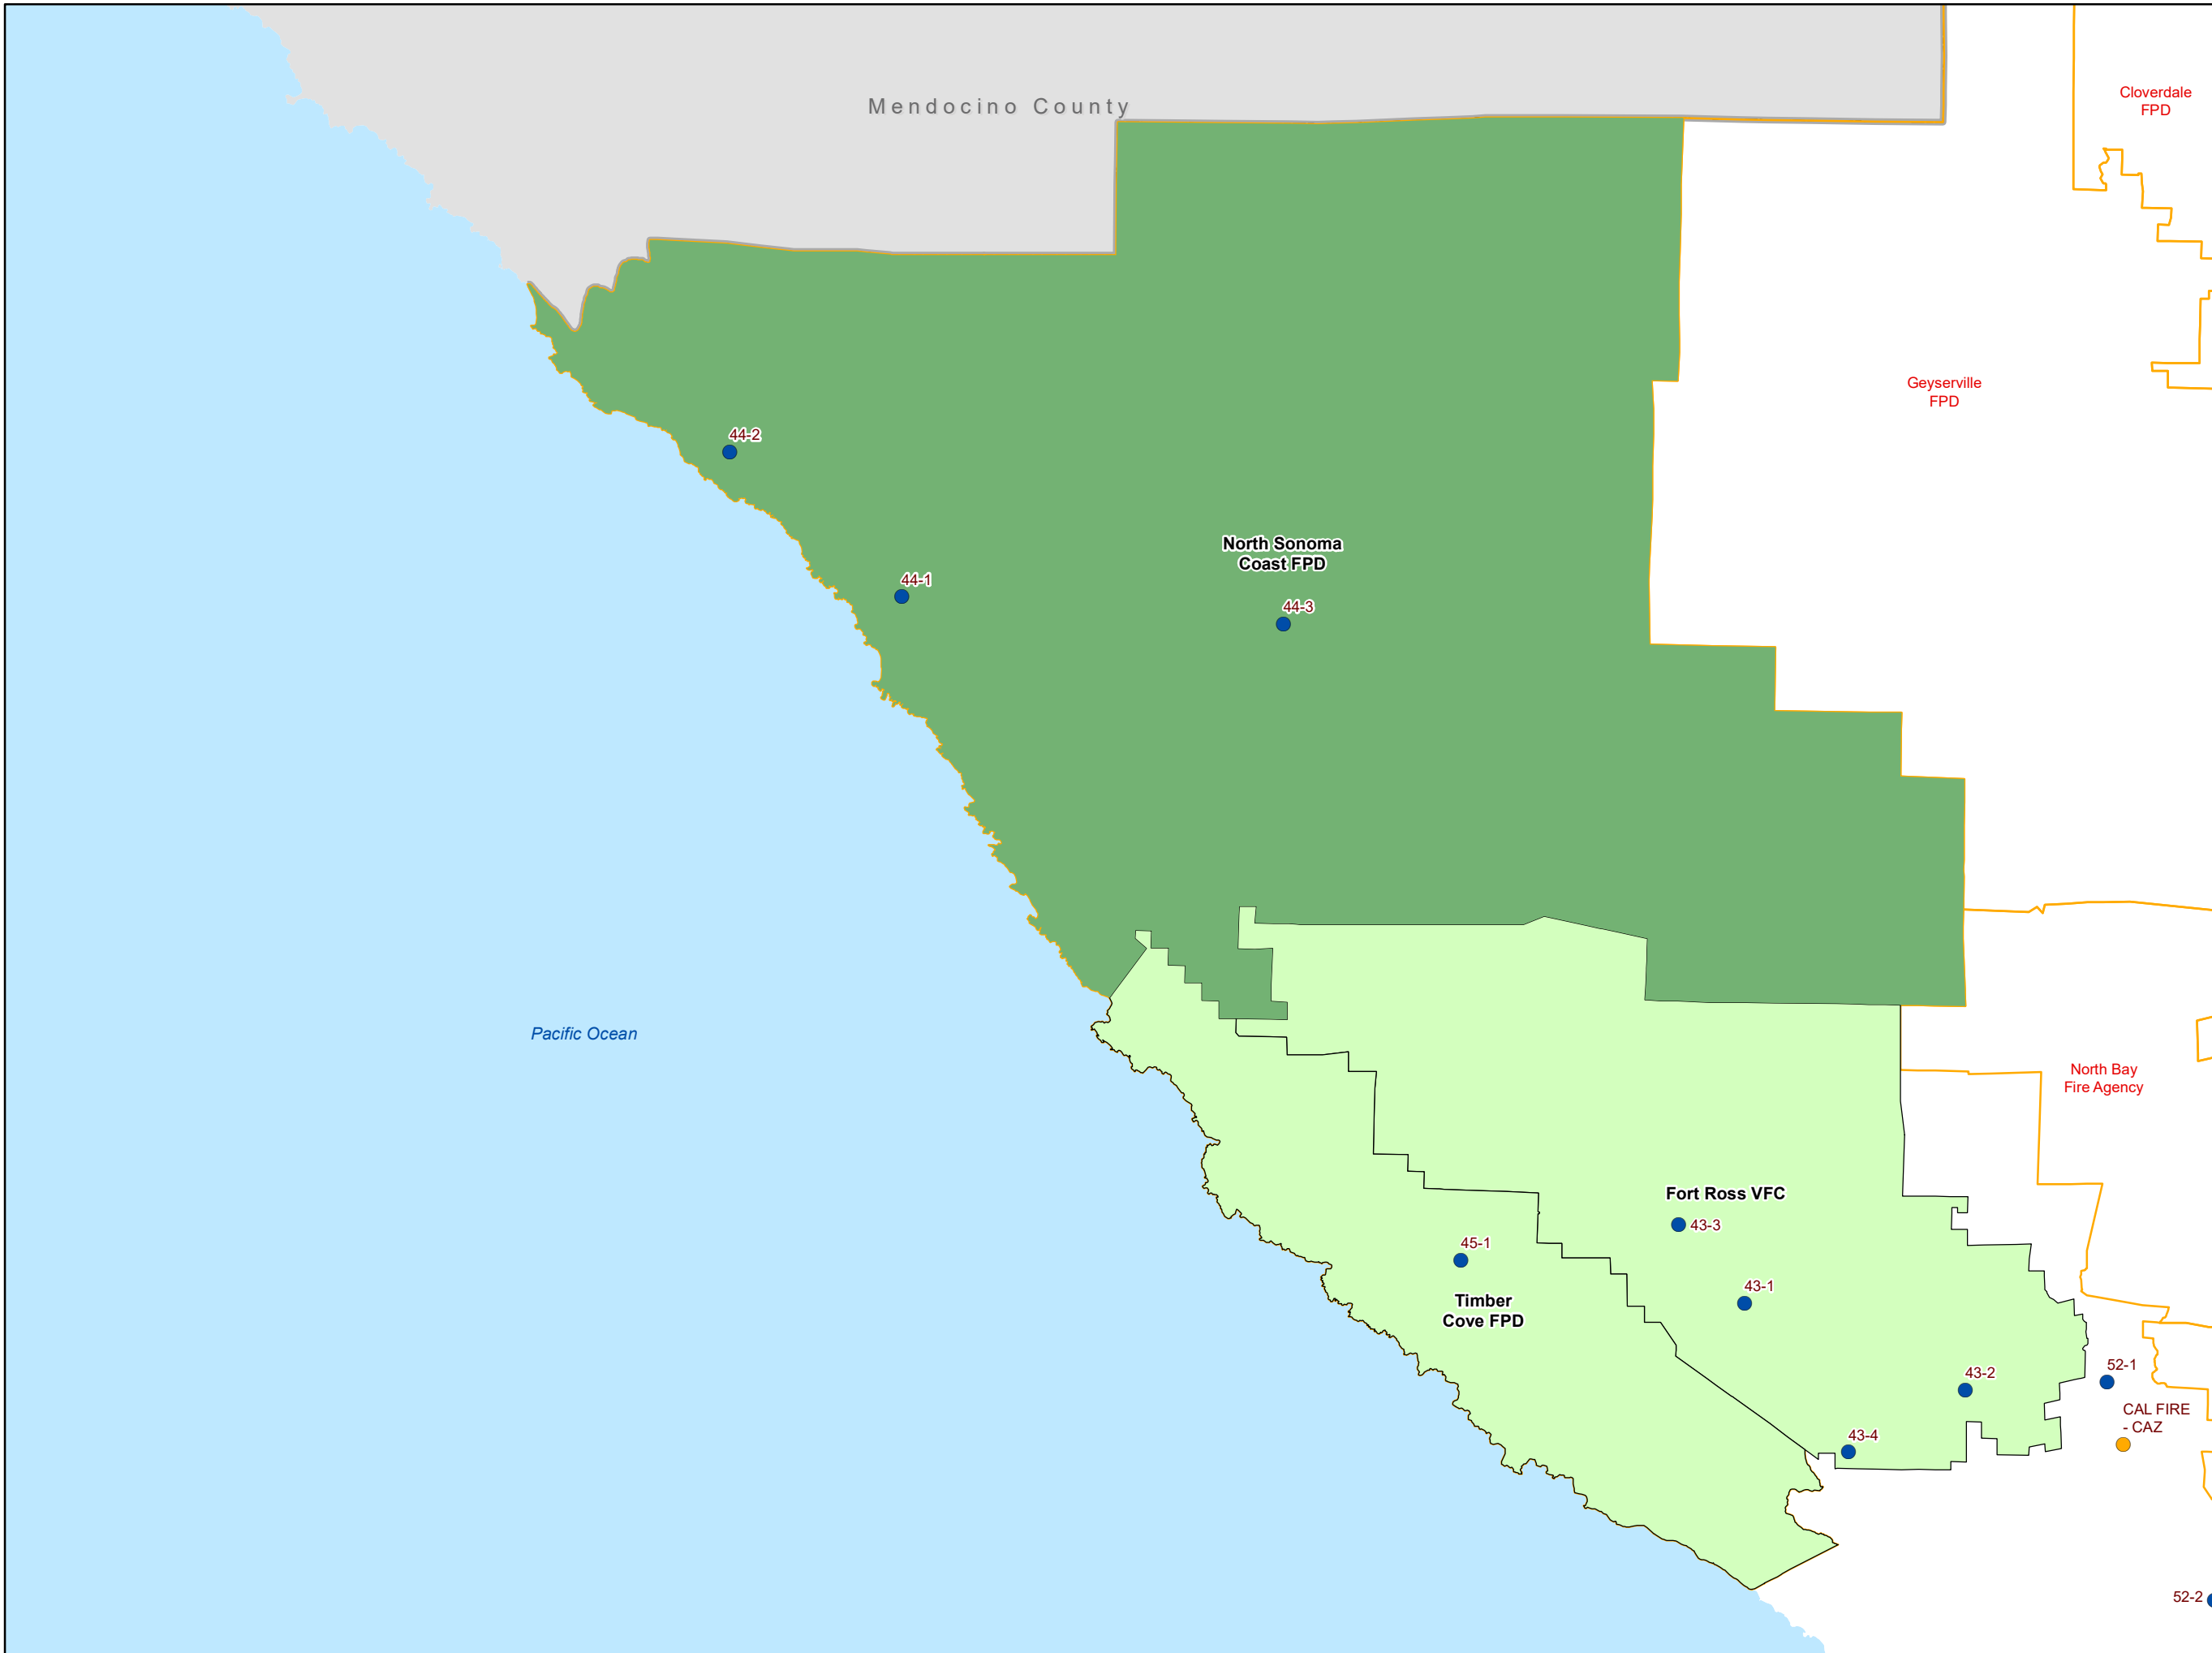 Cloverdale
FPD
Mendocino County
Geyserville
FPD
44-2
North Sonoma
Coast FPD
44-1
44-3
Pacific Ocean
North Bay
Fire Agency
Fort Ross VFC
43-3
45-1
43-1
Timber
Cove FPD
52-1
43-2
CAL FIRE
- CAZ
43-4
52-2